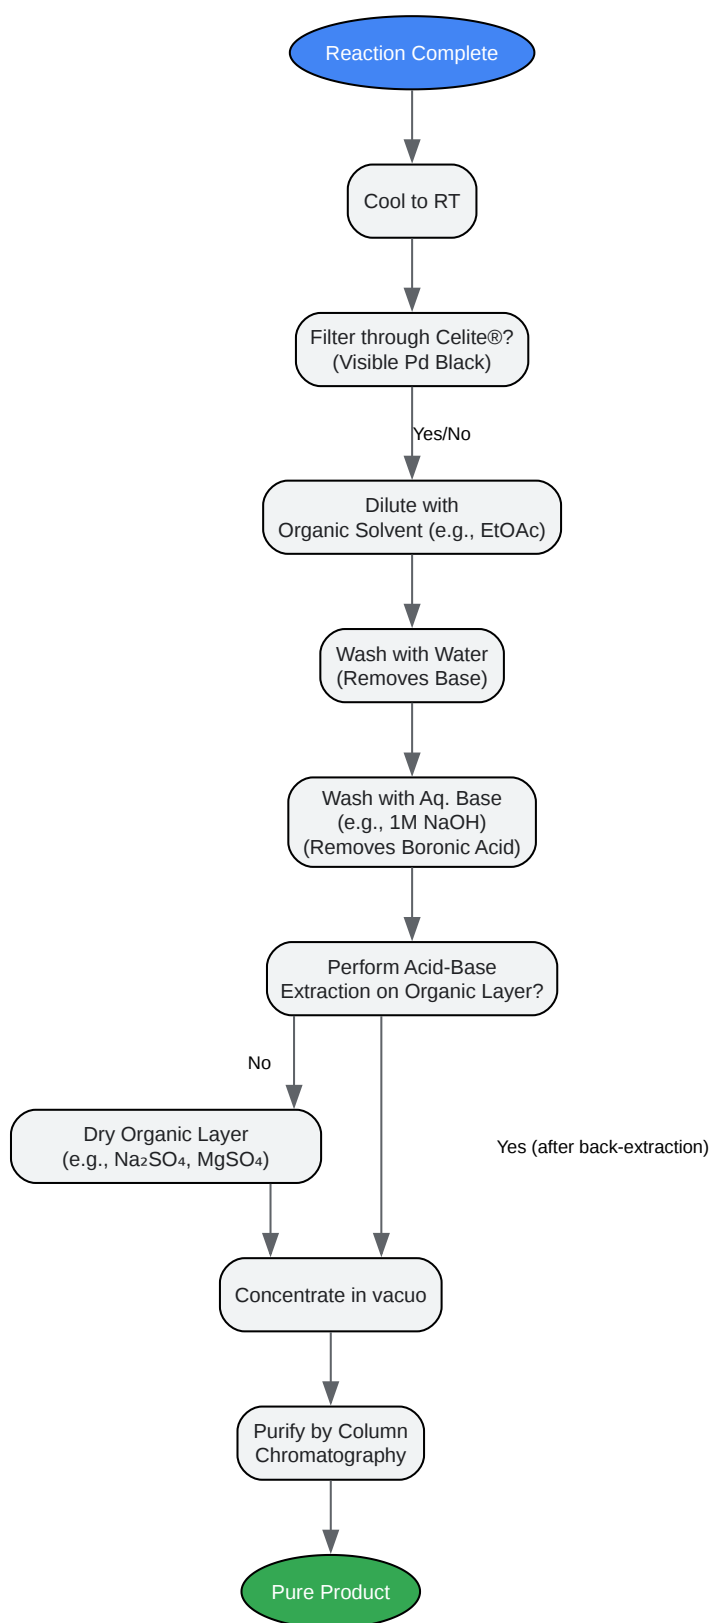 Reaction Complete
Cool to RT
Filter through Celite®?
(Visible Pd Black)
Yes/No
Dilute with
Organic Solvent (e.g., EtOAc)
Wash with Water
(Removes Base)
Wash with Aq. Base
(e.g., 1M NaOH)
(Removes Boronic Acid)
Perform Acid-Base
Extraction on Organic Layer?
No
Dry Organic Layer
(e.g., Na₂SO₄, MgSO₄)
Yes (after back-extraction)
Concentrate in vacuo
Purify by Column
Chromatography
Pure Product